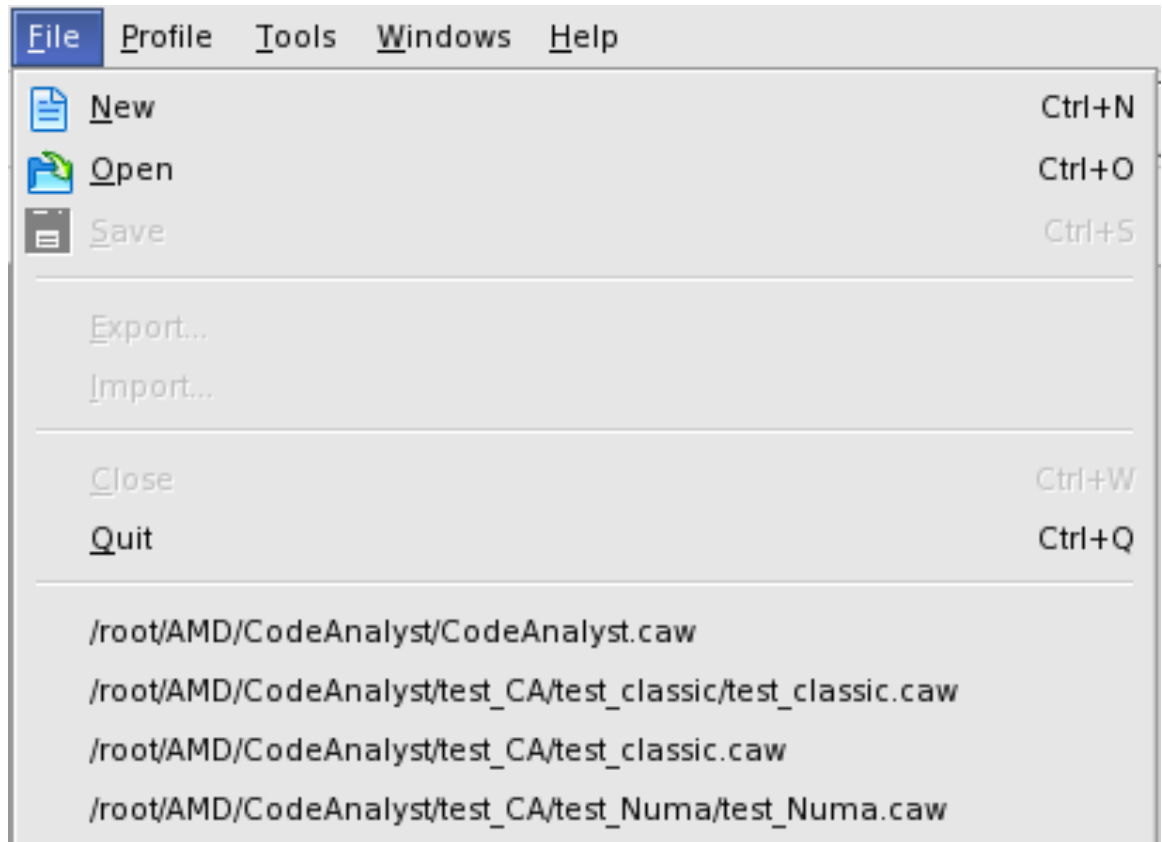 File Profile Tools Windows Help
New Ctrl+N
Open Ctrl+O
Save Ctrl+S
Export...
Import...
Close Ctrl+W
Quit Ctrl+Q
/root/AMD/CodeAnalyst/CodeAnalyst.caw
/root/AMD/CodeAnalyst/test_CA/test_classic/test_classic.caw
/root/AMD/CodeAnalyst/test_CA/test_classic.caw
/root/AMD/CodeAnalyst/test_CA/test_Numa/test_Numa.caw